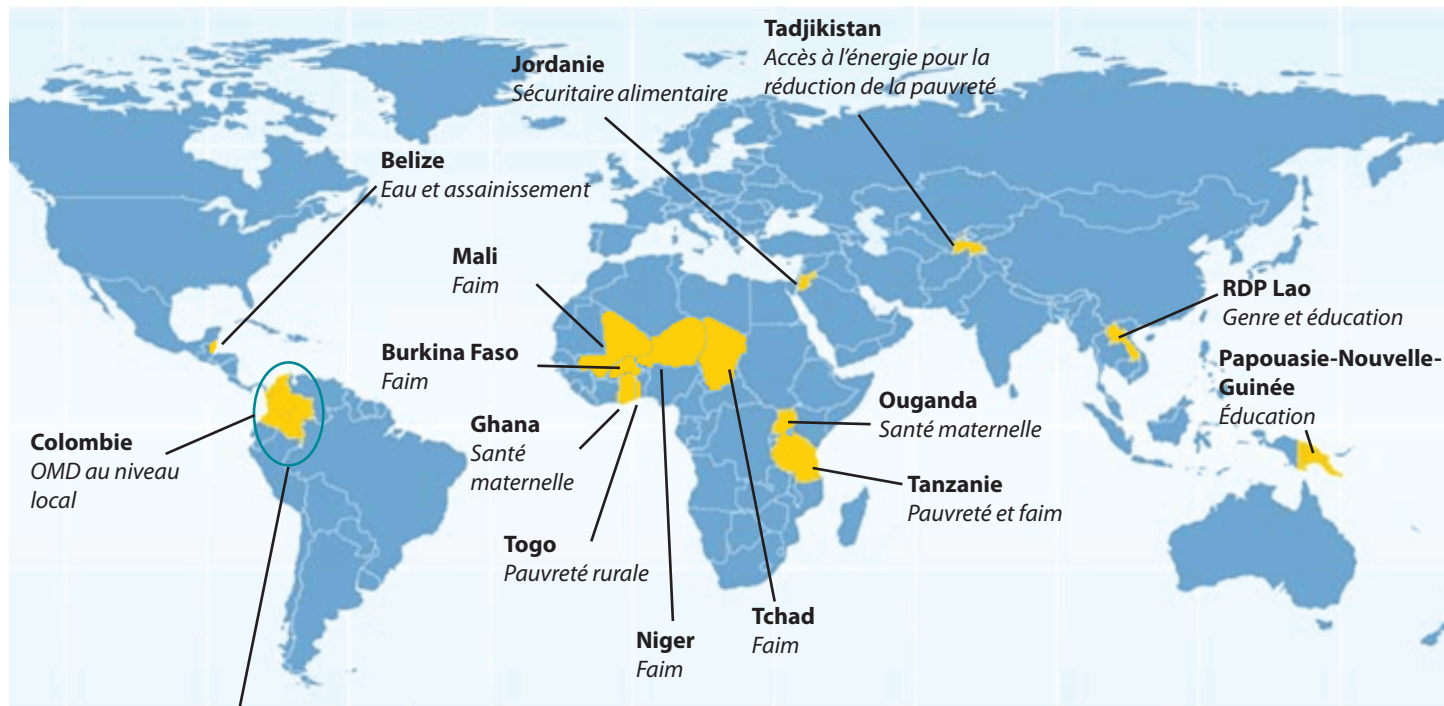 Tadjikistan
Accès à l'énergie pour la
réduction de la pauvreté
Jordanie
Sécuritaire alimentaire
Belize
Eau et assainissement
Mali
Faim
RDP Lao
Genre et éducation
Burkina Faso
Faim
Papouasie-Nouvelle-
Guinée
Éducation
Ouganda
Santé maternelle
Ghana
Santé
maternelle
Colombie
OMD au niveau
local
Tanzanie
Pauvreté et faim
Togo
Pauvreté rurale
Tchad
Faim
Niger
Faim